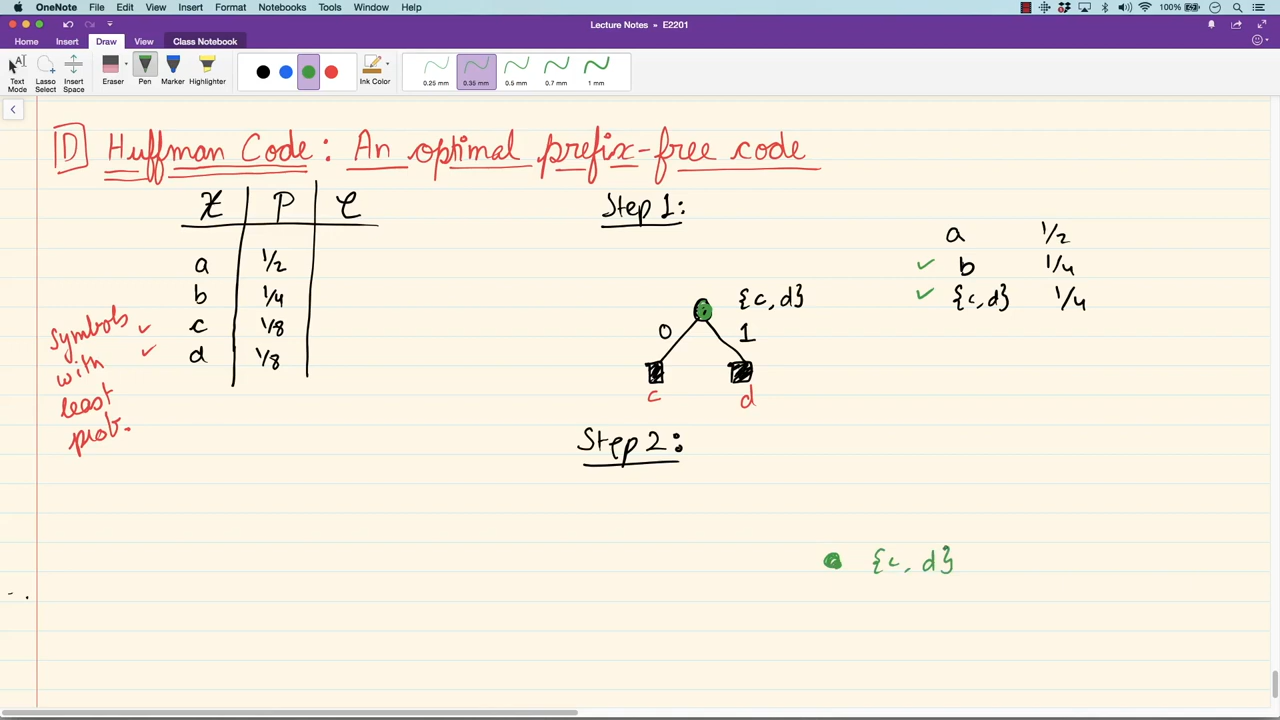 OneNote File Edit View Insert Format Notebooks Tools Window Help 100%
Lecture Notes » E2201
Home Insert Draw View Class Notebook
Text Mode Lasso Select Insert Space Eraser Pen Marker Highlighter Ink Color 0.25 mm 0.35 mm 0.5 mm 0.7 mm 1 mm
D Huffman Code: An optimal prefix-free code
X P C
a 1/2
b 1/4
c 1/8
d 1/8
symbols
with
least
prob.
Step 1:
{c, d}
0 1
c d
a 1/2
✓ b 1/4
✓ {c, d} 1/4
Step 2:
{c, d}